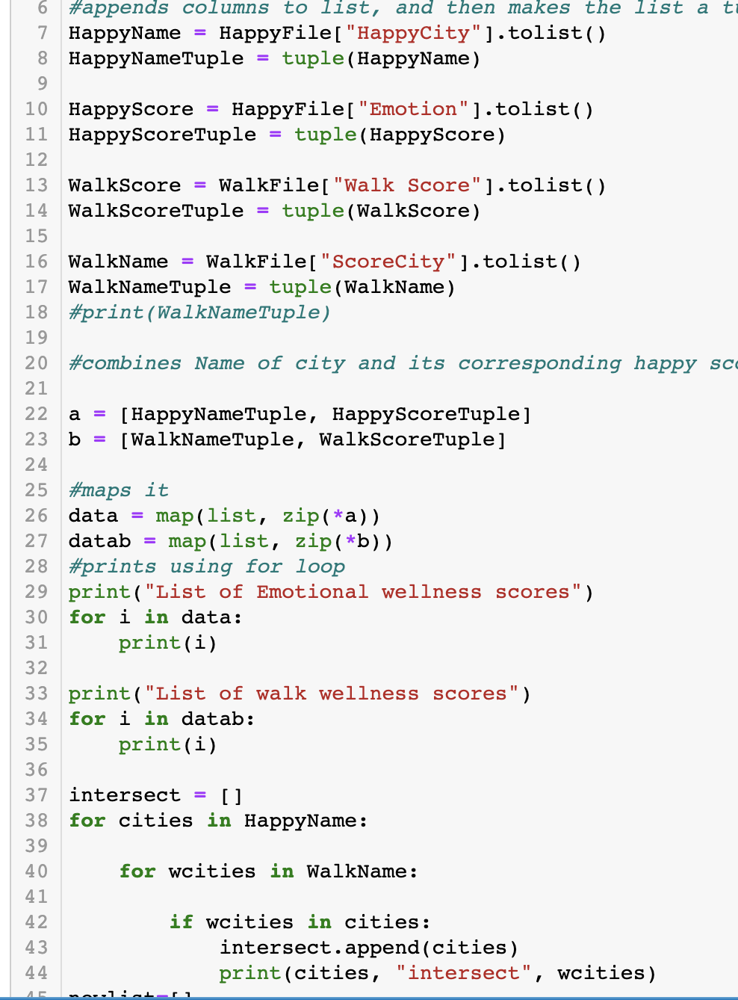 6 #appends columns to list, and then makes the list a
7 HappyName = HappyFile["HappyCity"].tolist()
8 HappyNameTuple = tuple(HappyName)
9
10 HappyScore = HappyFile["Emotion"].tolist()
11 HappyScoreTuple = tuple(HappyScore)
12
13 WalkScore = WalkFile["Walk Score"].tolist()
14 WalkScoreTuple = tuple(WalkScore)
15
16 WalkName = WalkFile["ScoreCity"].tolist()
17 WalkNameTuple = tuple(WalkName)
18 #print(WalkNameTuple)
19
20 #combines Name of city and its corresponding happy
21
22 a = [HappyNameTuple, HappyScoreTuple]
23 b = [WalkNameTuple, WalkScoreTuple]
24
25 #maps it
26 data = map(list, zip(*a))
27 datab = map(list, zip(*b))
28 #prints using for loop
29 print("List of Emotional wellness scores")
30 for i in data:
31     print(i)
32
33 print("List of walk wellness scores")
34 for i in datab:
35     print(i)
36
37 intersect = []
38 for cities in HappyName:
39
40     for wcities in WalkName:
41
42         if wcities in cities:
43             intersect.append(cities)
44             print(cities, "intersect", wcities)
45 newlist=[]